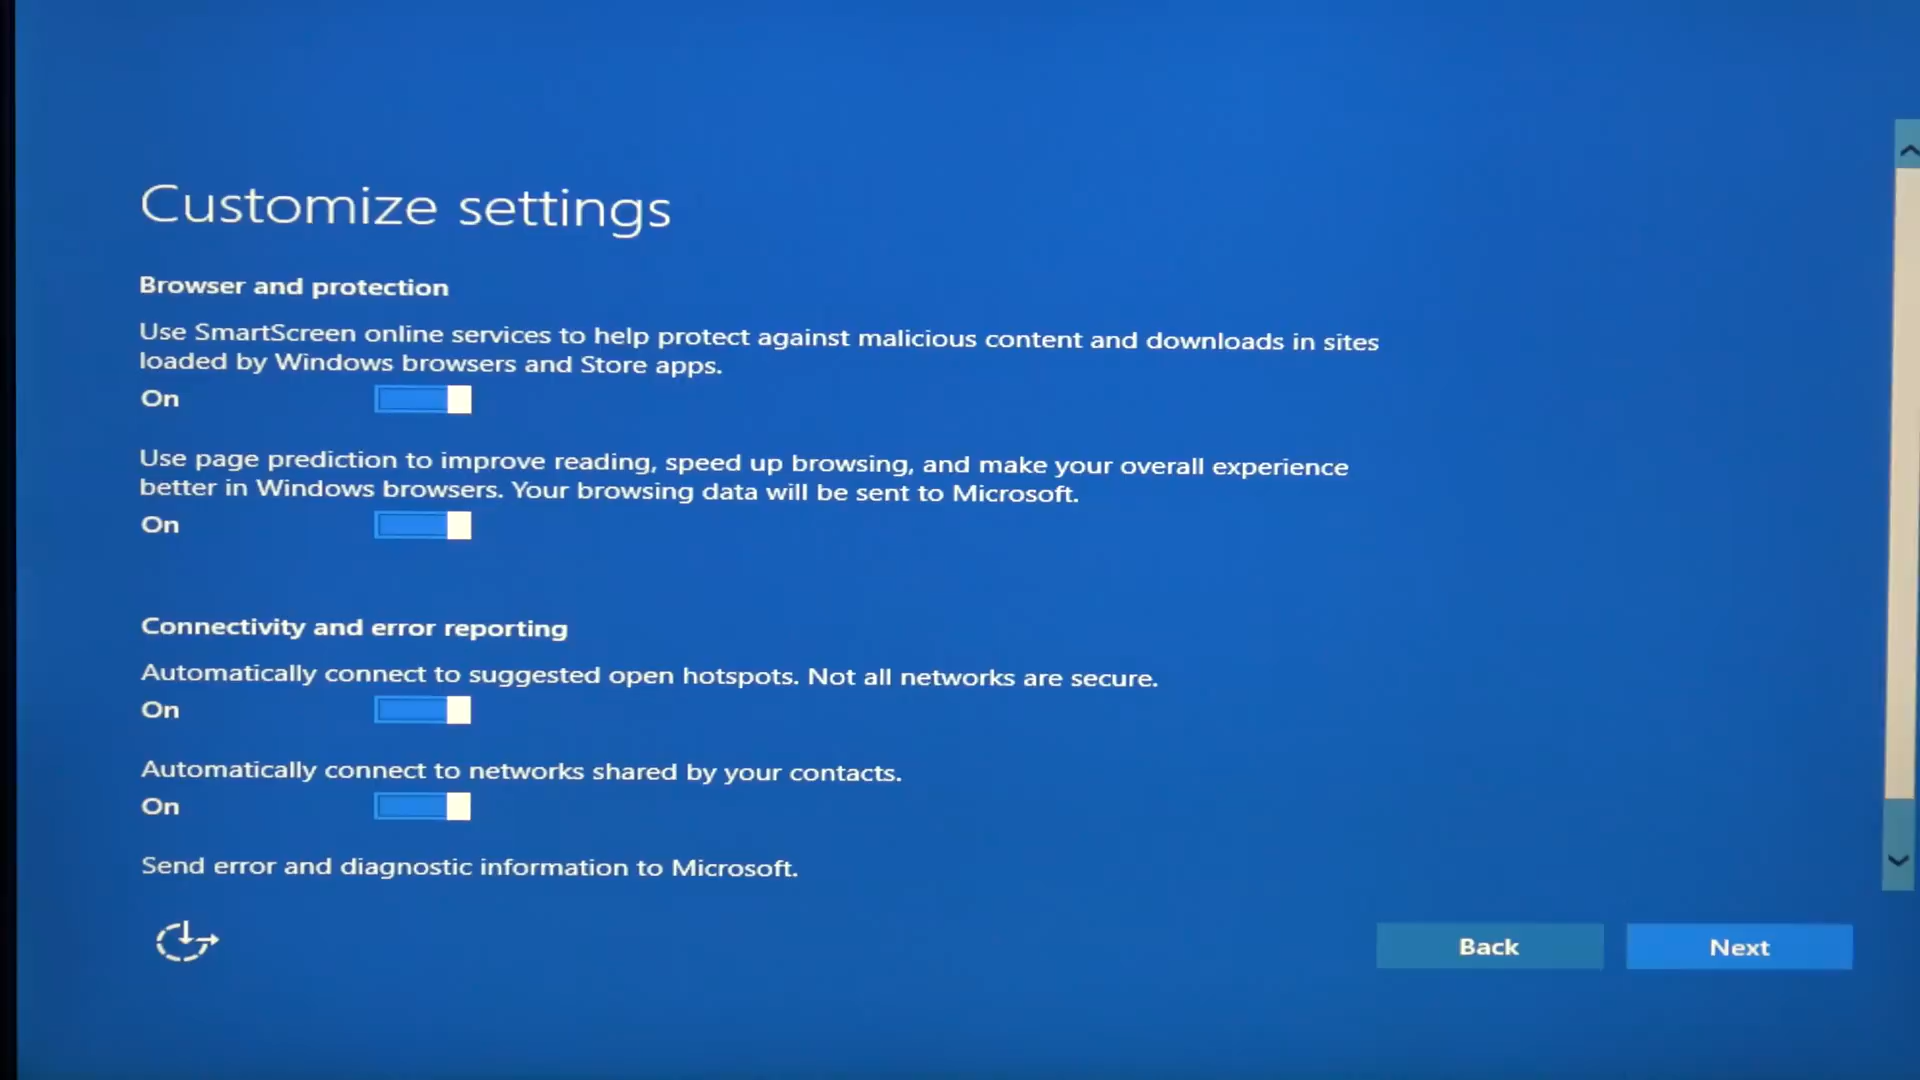 Customize settings
Browser and protection
Use SmartScreen online services to help protect against malicious content and downloads in sites
loaded by Windows browsers and Store apps.
On
Use page prediction to improve reading, speed up browsing, and make your overall experience
better in Windows browsers. Your browsing data will be sent to Microsoft.
On
Connectivity and error reporting
Automatically connect to suggested open hotspots. Not all networks are secure.
On
Automatically connect to networks shared by your contacts.
On
Send error and diagnostic information to Microsoft.
Back
Next